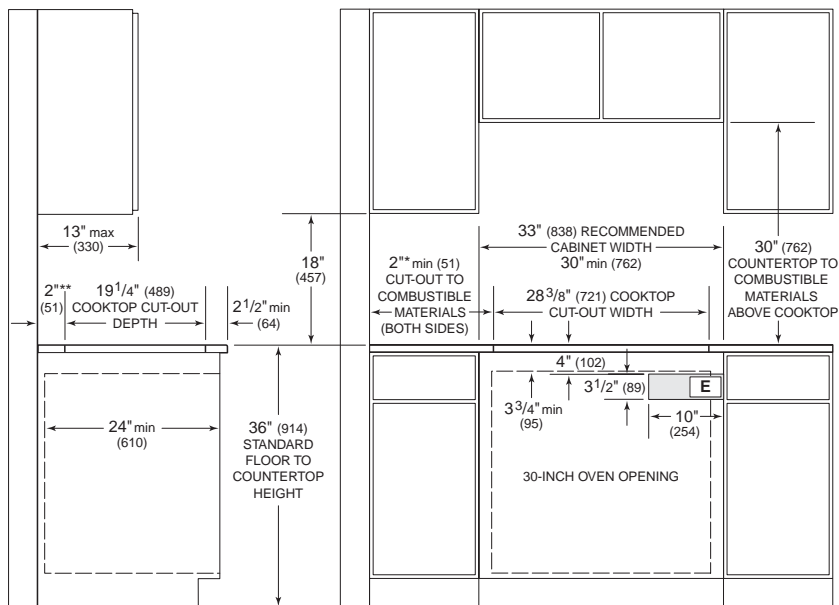 13" max
(330)
18"
(457)
2"**
(51)
19 1/4" (489)
COOKTOP CUT-OUT
DEPTH
2 1/2" min
(64)
24" min
(610)
36" (914)
STANDARD
FLOOR TO
COUNTERTOP
HEIGHT
33" (838) RECOMMENDED
CABINET WIDTH
30" min (762)
2"* min (51)
CUT-OUT TO
COMBUSTIBLE
MATERIALS
(BOTH SIDES)
28 3/8" (721) COOKTOP
CUT-OUT WIDTH
30" (762)
COUNTERTOP TO
COMBUSTIBLE
MATERIALS
ABOVE COOKTOP
4" (102)
3 1/2" (89)
E
3 3/4" min
(95)
10"
(254)
30-INCH OVEN OPENING